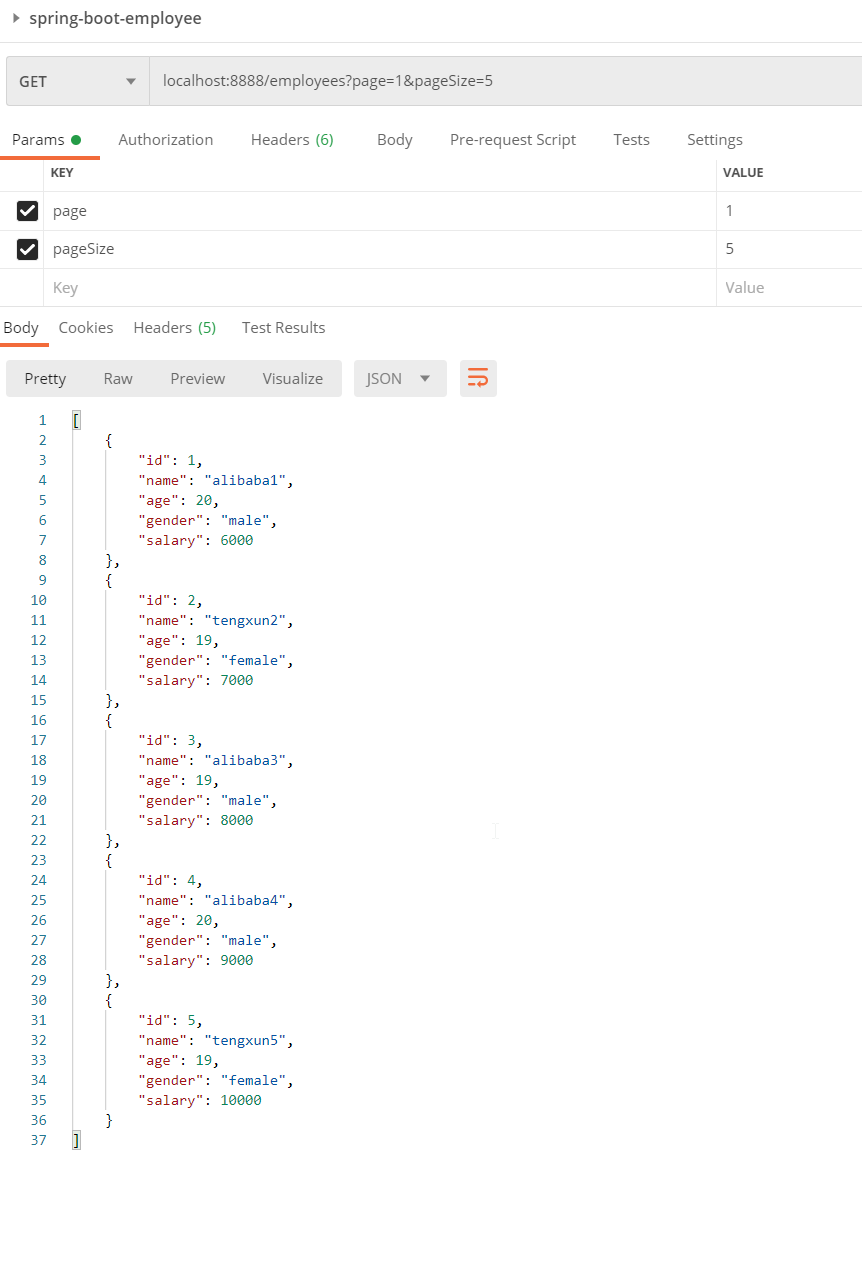 spring-boot-employee
GET localhost:8888/employees?page=1&pageSize=5
Params Authorization Headers (6) Body Pre-request Script Tests Settings
KEY VALUE
page 1
pageSize 5
Key Value
Body Cookies Headers (5) Test Results
Pretty Raw Preview Visualize JSON
1 [
2 {
3 "id": 1,
4 "name": "alibaba1",
5 "age": 20,
6 "gender": "male",
7 "salary": 6000
8 },
9 {
10 "id": 2,
11 "name": "tengxun2",
12 "age": 19,
13 "gender": "female",
14 "salary": 7000
15 },
16 {
17 "id": 3,
18 "name": "alibaba3",
19 "age": 19,
20 "gender": "male",
21 "salary": 8000
22 },
23 {
24 "id": 4,
25 "name": "alibaba4",
26 "age": 20,
27 "gender": "male",
28 "salary": 9000
29 },
30 {
31 "id": 5,
32 "name": "tengxun5",
33 "age": 19,
34 "gender": "female",
35 "salary": 10000
36 }
37 ]